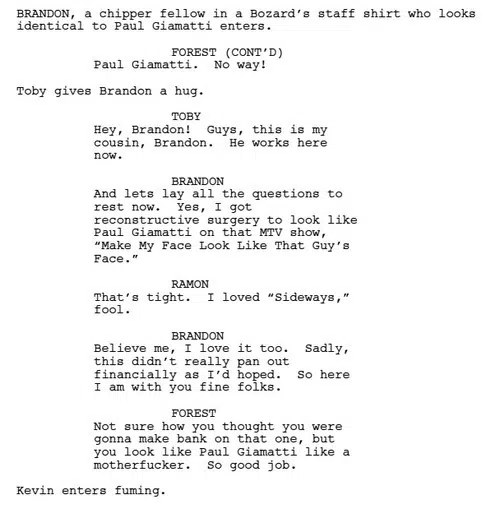 BRANDON, a chipper fellow in a Bozard's staff shirt who looks
identical to Paul Giamatti enters.
FOREST (CONT'D)
Paul Giamatti.  No way!
Toby gives Brandon a hug.
TOBY
Hey, Brandon!  Guys, this is my
cousin, Brandon.  He works here
now.
BRANDON
And lets lay all the questions to
rest now.  Yes, I got
reconstructive surgery to look like
Paul Giamatti on that MTV show,
“Make My Face Look Like That Guy's
Face.”
RAMON
That's tight.  I loved “Sideways,”
fool.
BRANDON
Believe me, I love it too.  Sadly,
this didn't really pan out
financially as I'd hoped.  So here
I am with you fine folks.
FOREST
Not sure how you thought you were
gonna make bank on that one, but
you look like Paul Giamatti like a
motherfucker.  So good job.
Kevin enters fuming.